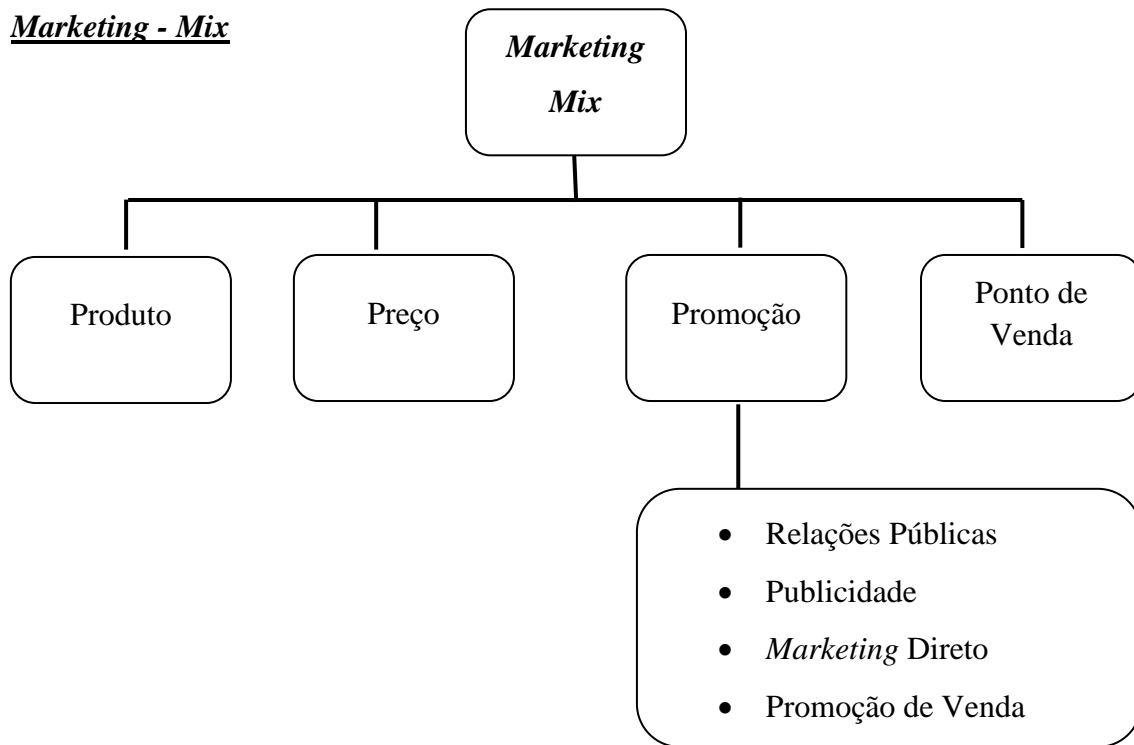 Marketing - Mix
Marketing
Mix
Produto
Preço
Promoção
Ponto de
Venda
• Relações Públicas
• Publicidade
• Marketing Direto
• Promoção de Venda